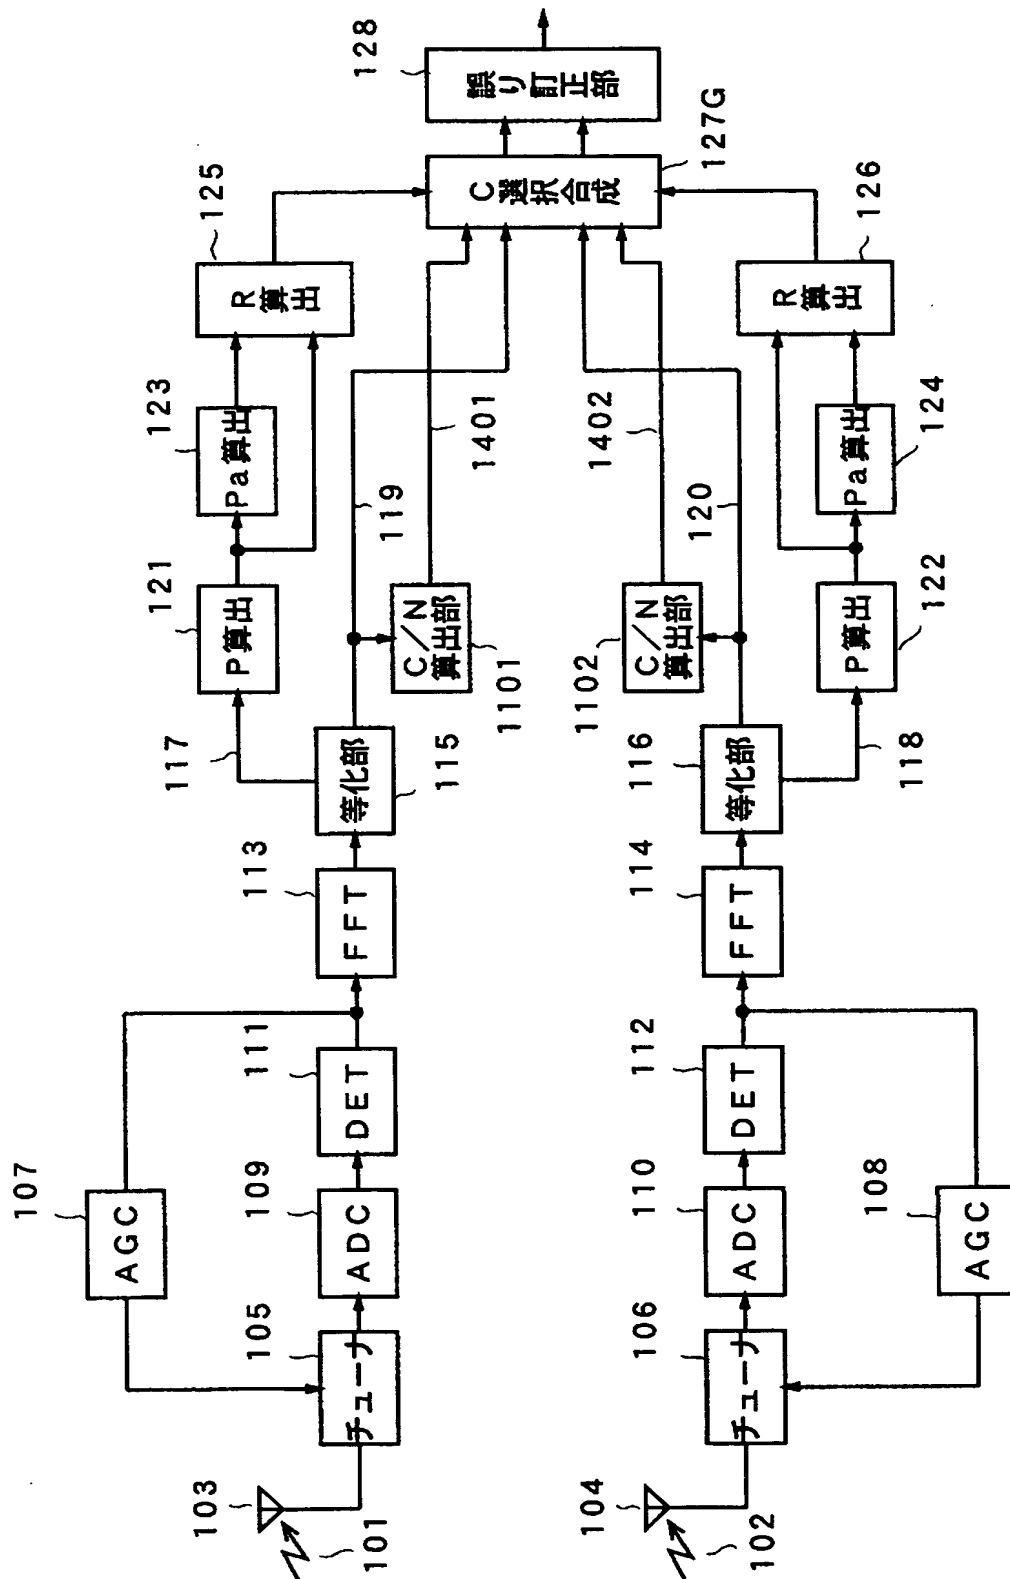 103
101
105
チューナ
107
AGC
109
ADC
111
DET
113
FFT
115
等化部
117
121
P算出
123
Pa算出
125
R算出
119
C/N
算出部
1101
1401
127G
C選択合成
128
誤り訂正部
104
102
106
チューナ
108
AGC
110
ADC
112
DET
114
FFT
116
等化部
118
122
P算出
124
Pa算出
126
R算出
120
C/N
算出部
1102
1402